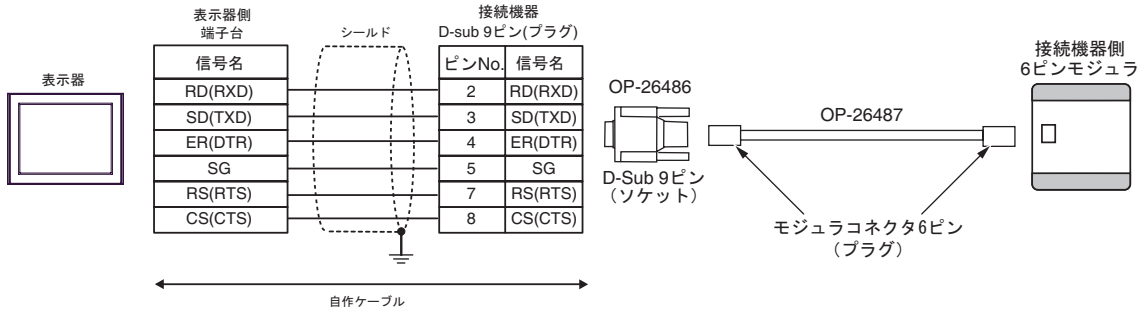 表示器
表示器側
端子台
シールド
接続機器
D-sub 9ピン(プラグ)
信号名
ピンNo.
信号名
RD(RXD)
2
RD(RXD)
SD(TXD)
3
SD(TXD)
ER(DTR)
4
ER(DTR)
SG
5
SG
RS(RTS)
7
RS(RTS)
CS(CTS)
8
CS(CTS)
自作ケーブル
OP-26486
D-Sub 9ピン
（ソケット）
OP-26487
モジュラコネクタ6ピン
（プラグ）
接続機器側
6ピンモジュラ